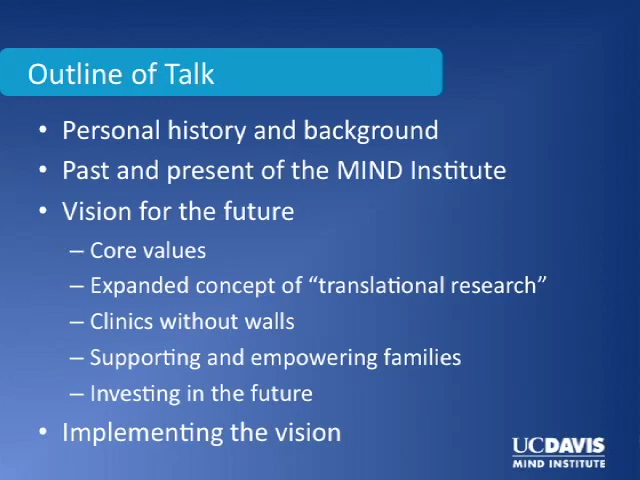 Outline of Talk
• Personal history and background
• Past and present of the MIND Institute
• Vision for the future
– Core values
– Expanded concept of “translational research”
– Clinics without walls
– Supporting and empowering families
– Investing in the future
• Implementing the vision
UCDAVIS
MIND INSTITUTE